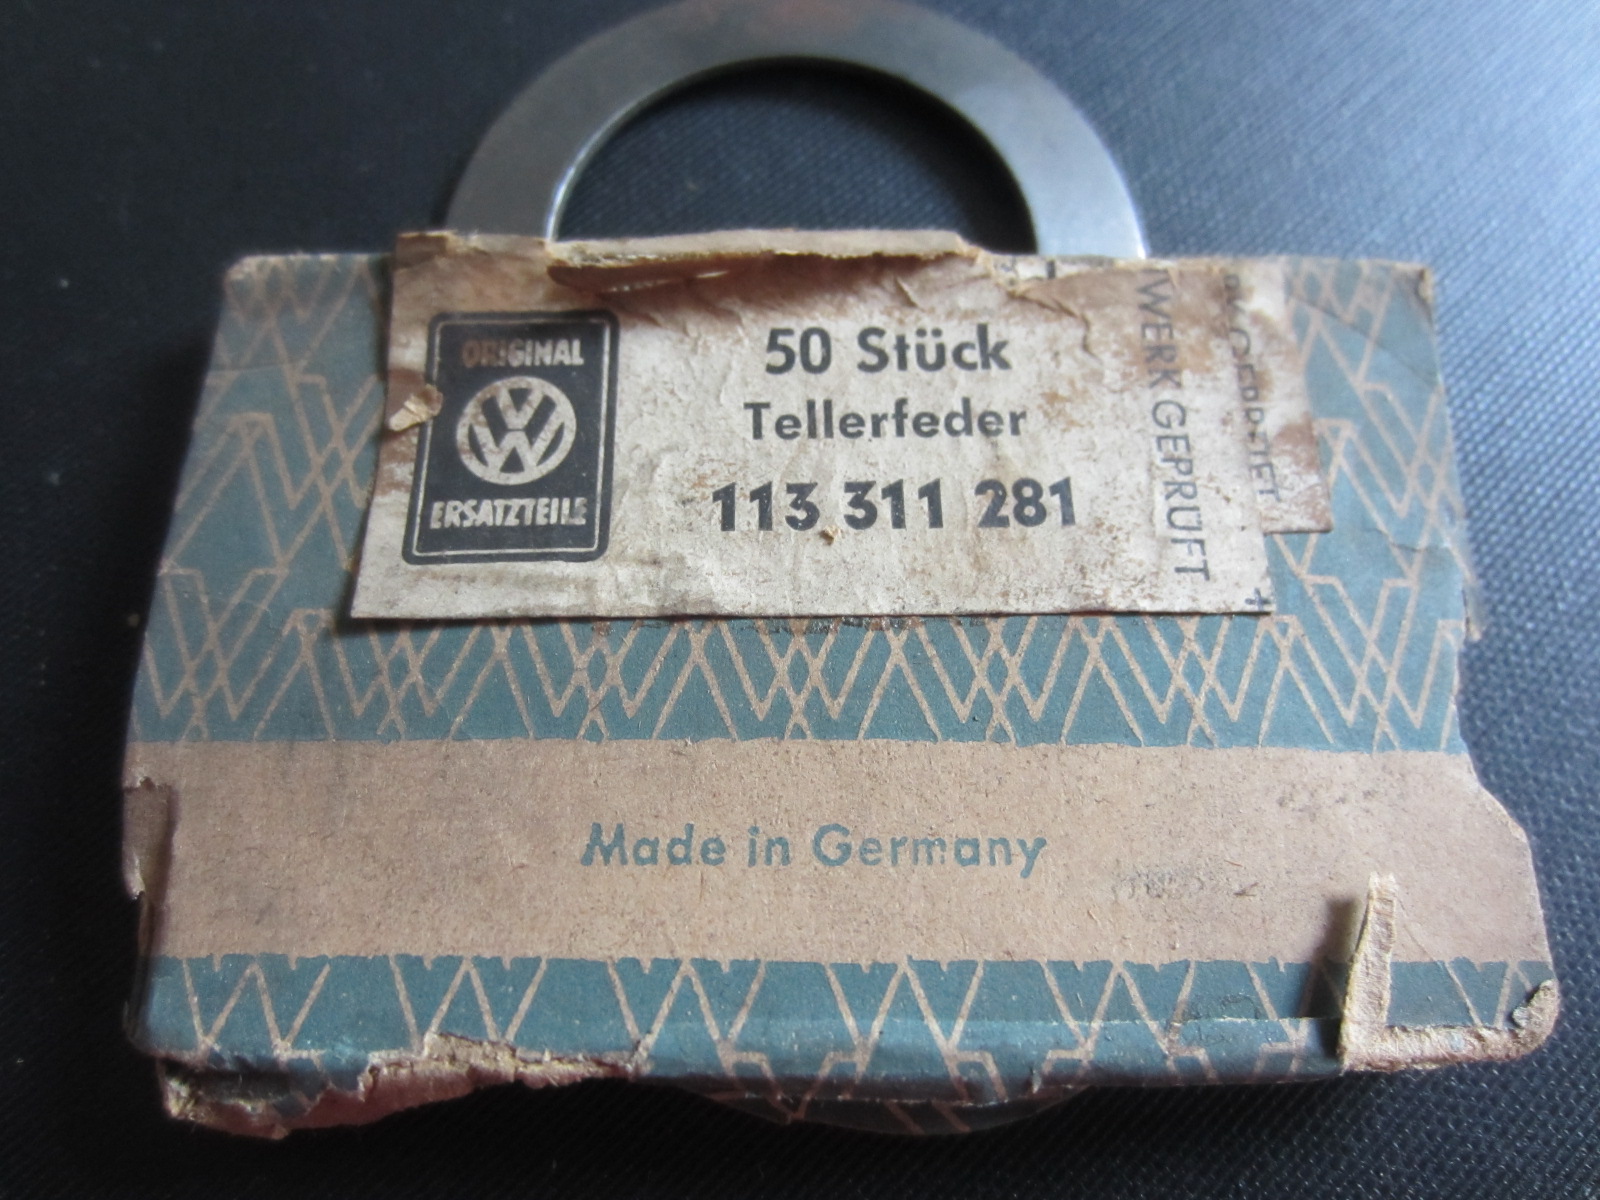 ORIGINAL
VW
ERSATZTEILE
50 Stück
Tellerfeder
113 311 281
WERK GEPRÜFT
Made in Germany